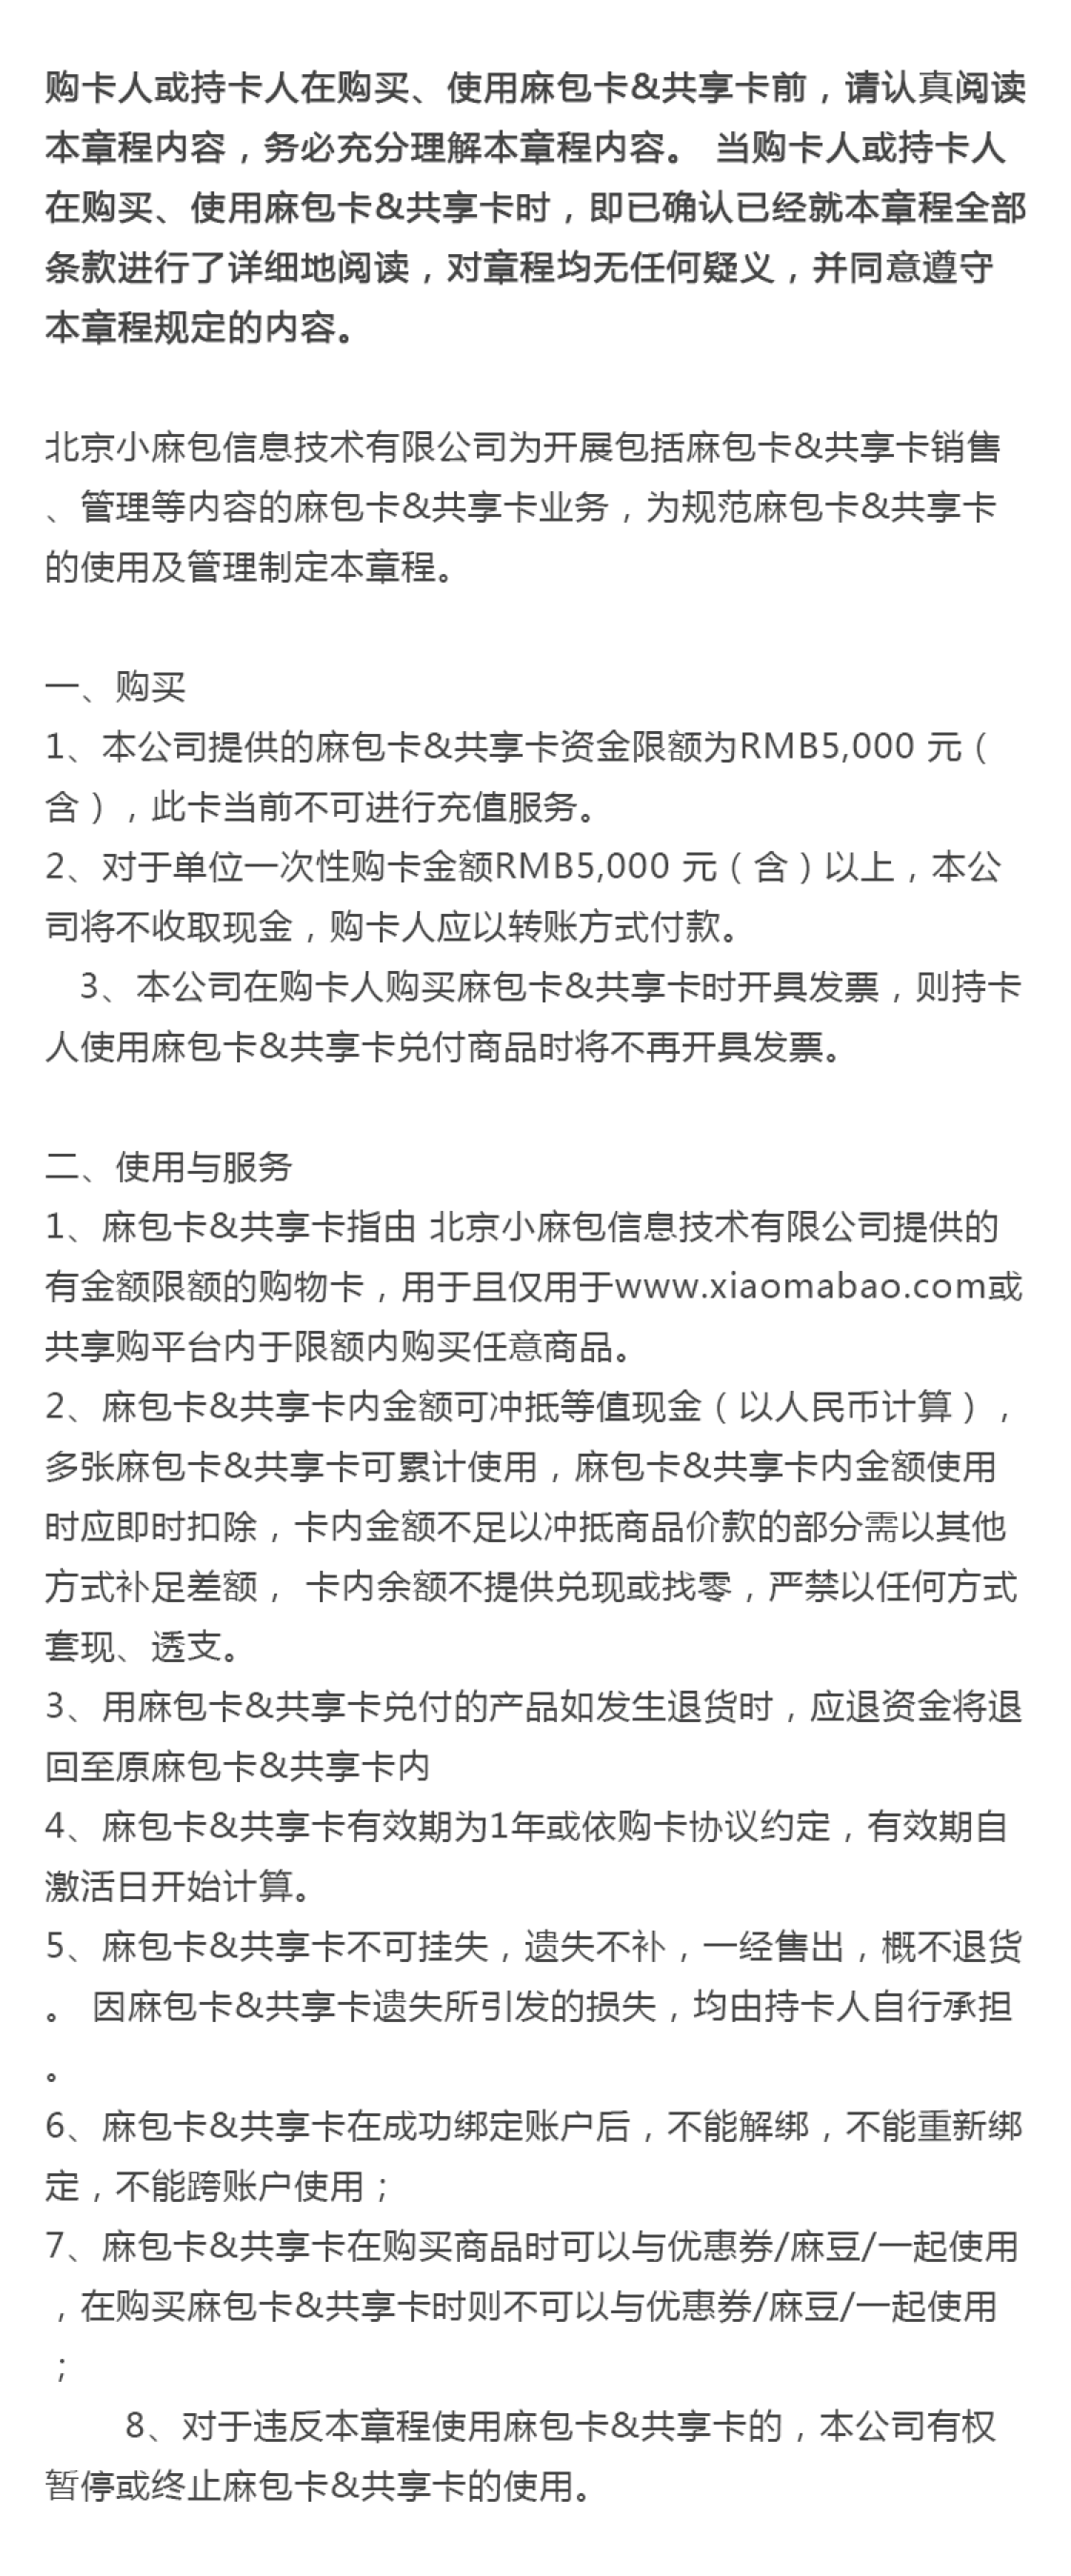 购卡人或持卡人在购买、使用麻包卡&共享卡前，请认真阅读
本章程内容，务必充分理解本章程内容。 当购卡人或持卡人
在购买、使用麻包卡&共享卡时，即已确认已经就本章程全部
条款进行了详细地阅读，对章程均无任何疑义，并同意遵守
本章程规定的内容。
北京小麻包信息技术有限公司为开展包括麻包卡&共享卡销售
、管理等内容的麻包卡&共享卡业务，为规范麻包卡&共享卡
的使用及管理制定本章程。
一、购买
1、本公司提供的麻包卡&共享卡资金限额为RMB5,000 元（
含），此卡当前不可进行充值服务。
2、对于单位一次性购卡金额RMB5,000 元（含）以上，本公
司将不收取现金，购卡人应以转账方式付款。
3、本公司在购卡人购买麻包卡&共享卡时开具发票，则持卡
人使用麻包卡&共享卡兑付商品时将不再开具发票。
二、使用与服务
1、麻包卡&共享卡指由 北京小麻包信息技术有限公司提供的
有金额限额的购物卡，用于且仅用于www.xiaomabao.com或
共享购平台内于限额内购买任意商品。
2、麻包卡&共享卡内金额可冲抵等值现金（以人民币计算），
多张麻包卡&共享卡可累计使用，麻包卡&共享卡内金额使用
时应即时扣除，卡内金额不足以冲抵商品价款的部分需以其他
方式补足差额， 卡内余额不提供兑现或找零，严禁以任何方式
套现、透支。
3、用麻包卡&共享卡兑付的产品如发生退货时，应退资金将退
回至原麻包卡&共享卡内
4、麻包卡&共享卡有效期为1年或依购卡协议约定，有效期自
激活日开始计算。
5、麻包卡&共享卡不可挂失，遗失不补，一经售出，概不退货
。 因麻包卡&共享卡遗失所引发的损失，均由持卡人自行承担
。
6、麻包卡&共享卡在成功绑定账户后，不能解绑，不能重新绑
定，不能跨账户使用；
7、麻包卡&共享卡在购买商品时可以与优惠券/麻豆/一起使用
，在购买麻包卡&共享卡时则不可以与优惠券/麻豆/一起使用
；
8、对于违反本章程使用麻包卡&共享卡的，本公司有权
暂停或终止麻包卡&共享卡的使用。